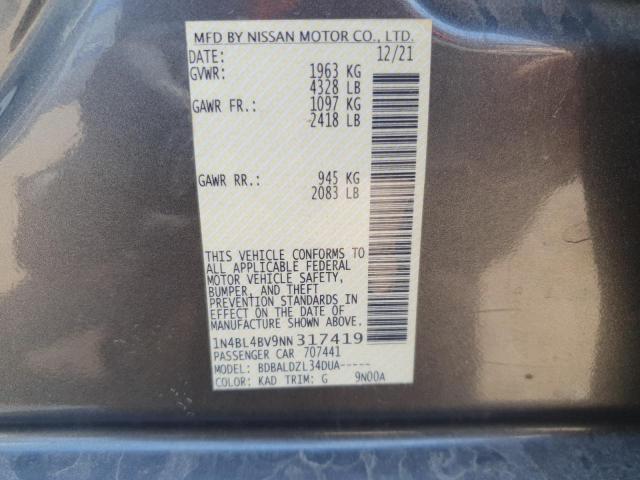 MFD BY NISSAN MOTOR CO., LTD.
DATE: 12/21
GVWR: 1963 KG
4328 LB
GAWR FR.: 1097 KG
2418 LB
GAWR RR.: 945 KG
2083 LB
THIS VEHICLE CONFORMS TO
ALL APPLICABLE FEDERAL
MOTOR VEHICLE SAFETY,
BUMPER, AND THEFT
PREVENTION STANDARDS IN
EFFECT ON THE DATE OF
MANUFACTURE SHOWN ABOVE.
1N4BL4BV9NN317419
PASSENGER CAR 707441
MODEL: BDBALDZL34DUA-----
COLOR: KAD TRIM: G 9N00A